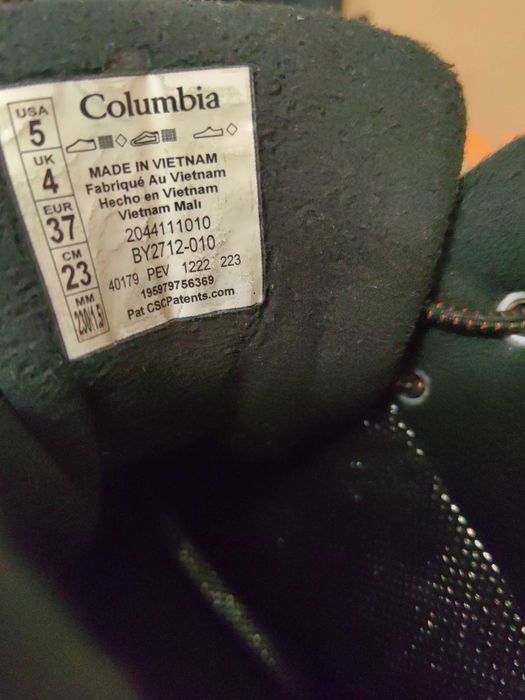 Columbia
USA
5
UK
4
EUR
37
CM
23
MM
230\1.5
MADE IN VIETNAM
Fabriqué Au Vietnam
Hecho en Vietnam
Vietnam Malı
2044111010
BY2712-010
40179 PEV 1222 223
195979756369
Pat CSCPatents.com